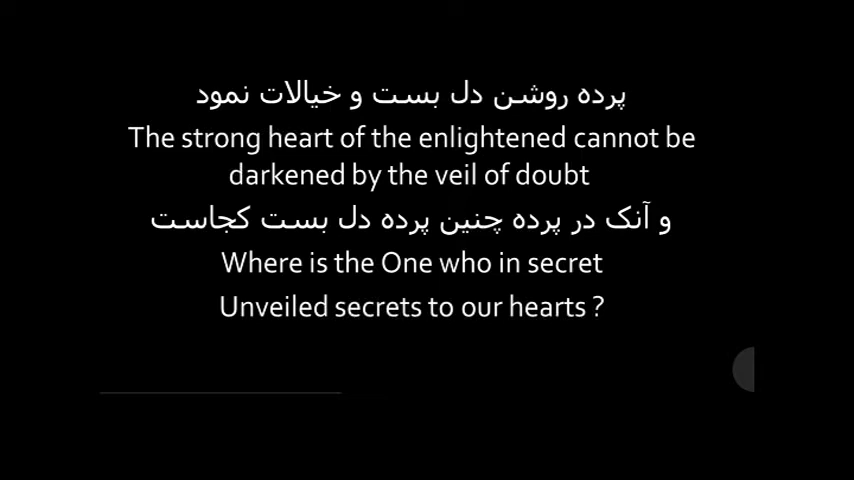 پرده روشن دل بست و خیالات نمود
The strong heart of the enlightened cannot be
darkened by the veil of doubt
و آنک در پرده چنین پرده دل بست کجاست
Where is the One who in secret
Unveiled secrets to our hearts ?